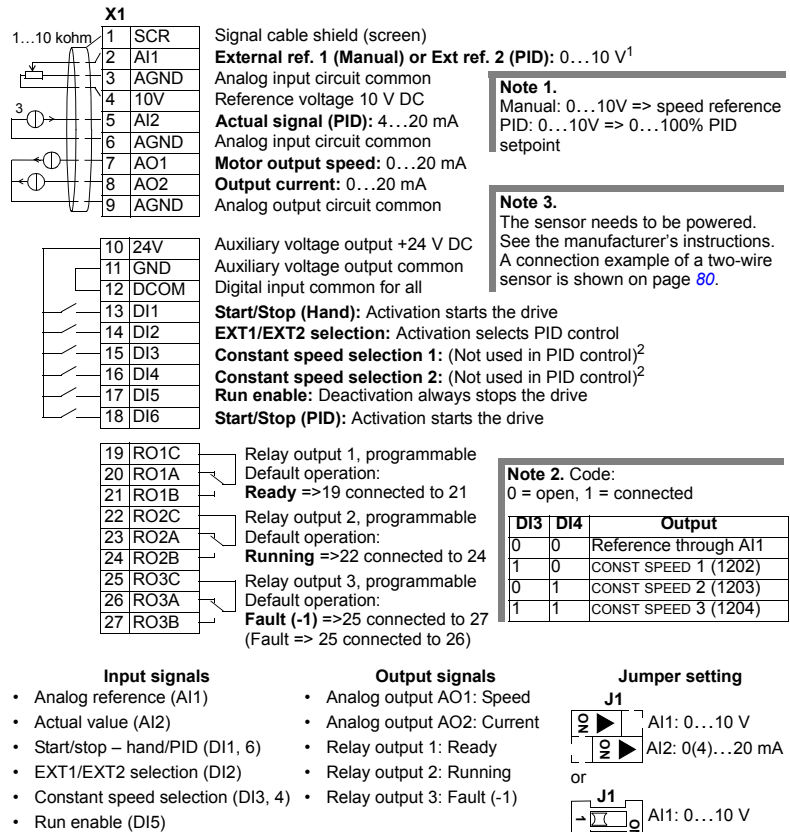 X1
1…10 kohm
1 SCR Signal cable shield (screen)
2 AI1 External ref. 1 (Manual) or Ext ref. 2 (PID): 0…10 V1
3 AGND Analog input circuit common
4 10V Reference voltage 10 V DC
3
5 AI2 Actual signal (PID): 4…20 mA
6 AGND Analog input circuit common
7 AO1 Motor output speed: 0…20 mA
8 AO2 Output current: 0…20 mA
9 AGND Analog output circuit common
Note 1.
Manual: 0…10V => speed reference
PID: 0…10V => 0…100% PID
setpoint
Note 3.
The sensor needs to be powered.
See the manufacturer’s instructions.
A connection example of a two-wire
sensor is shown on page 80.
10 24V Auxiliary voltage output +24 V DC
11 GND Auxiliary voltage output common
12 DCOM Digital input common for all
13 DI1 Start/Stop (Hand): Activation starts the drive
14 DI2 EXT1/EXT2 selection: Activation selects PID control
15 DI3 Constant speed selection 1: (Not used in PID control)2
16 DI4 Constant speed selection 2: (Not used in PID control)2
17 DI5 Run enable: Deactivation always stops the drive
18 DI6 Start/Stop (PID): Activation starts the drive
19 RO1C Relay output 1, programmable
20 RO1A Default operation:
21 RO1B Ready =>19 connected to 21
22 RO2C Relay output 2, programmable
23 RO2A Default operation:
24 RO2B Running =>22 connected to 24
25 RO3C Relay output 3, programmable
26 RO3A Default operation:
27 RO3B Fault (-1) =>25 connected to 27
(Fault => 25 connected to 26)
Note 2. Code:
0 = open, 1 = connected
DI3 DI4 Output
0 0 Reference through AI1
1 0 CONST SPEED 1 (1202)
0 1 CONST SPEED 2 (1203)
1 1 CONST SPEED 3 (1204)
Input signals
• Analog reference (AI1)
• Actual value (AI2)
• Start/stop – hand/PID (DI1, 6)
• EXT1/EXT2 selection (DI2)
• Constant speed selection (DI3, 4)
• Run enable (DI5)
Output signals
• Analog output AO1: Speed
• Analog output AO2: Current
• Relay output 1: Ready
• Relay output 2: Running
• Relay output 3: Fault (-1)
Jumper setting
J1
ON AI1: 0…10 V
ON AI2: 0(4)…20 mA
or
J1
1 AI1: 0…10 V